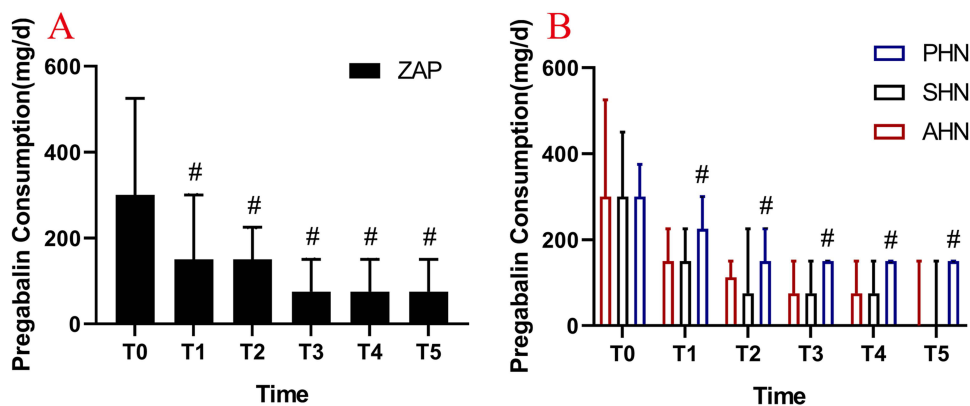 A
Pregabalin Consumption(mg/d)
600
400
200
0
ZAP
#
#
#
#
#
T0 T1 T2 T3 T4 T5
Time
B
Pregabalin Consumption(mg/d)
600
400
200
0
PHN
SHN
AHN
#
#
#
#
#
T0 T1 T2 T3 T4 T5
Time